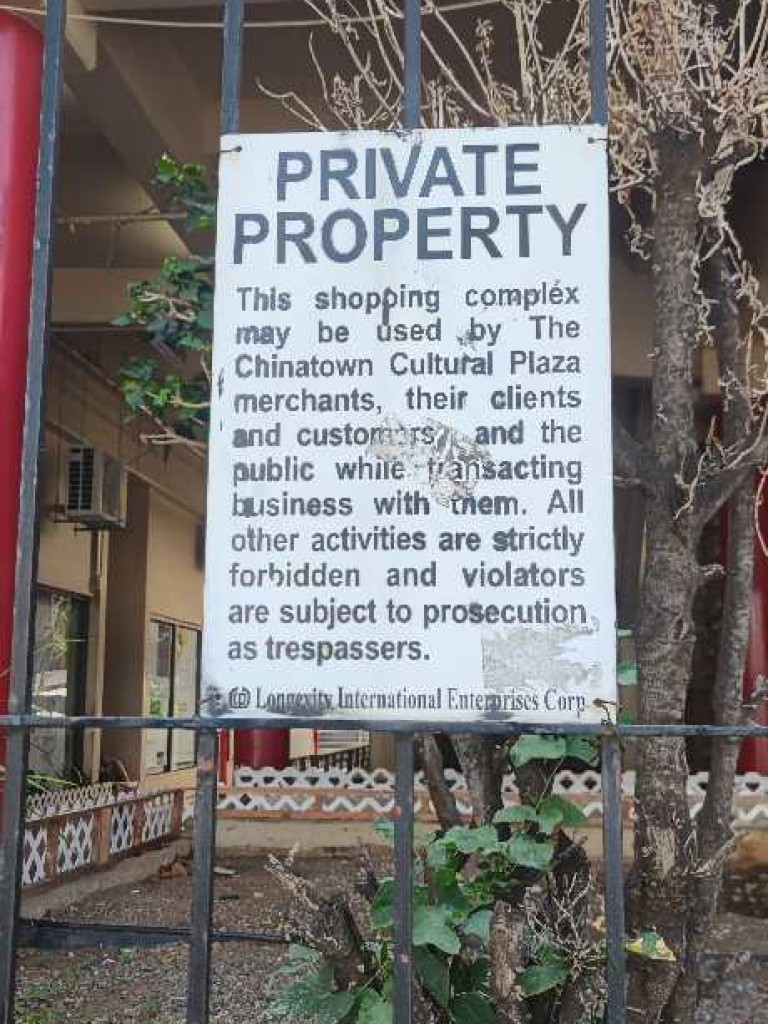 PRIVATE
PROPERTY
This shopping complex
may be used by The
Chinatown Cultural Plaza
merchants, their clients
and customers, and the
public while transacting
business with them. All
other activities are strictly
forbidden and violators
are subject to prosecution
as trespassers.
Longevity International Enterprises Corp